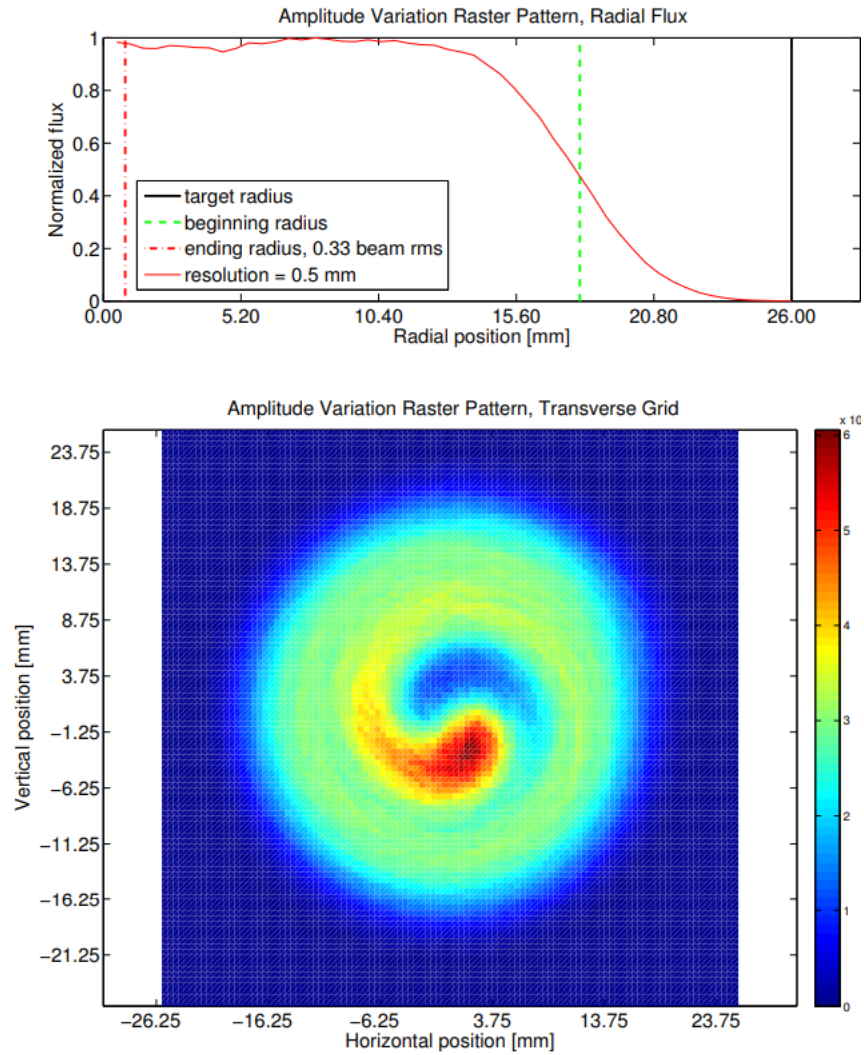 Amplitude Variation Raster Pattern, Radial Flux
1
0.8
0.6
0.4
0.2
0
Normalized flux
target radius
beginning radius
ending radius, 0.33 beam rms
resolution = 0.5 mm
0.00 5.20 10.40 15.60 20.80 26.00
Radial position [mm]
Amplitude Variation Raster Pattern, Transverse Grid
x 10
23.75
18.75
13.75
8.75
3.75
−1.25
−6.25
−11.25
−16.25
−21.25
Vertical position [mm]
6
5
4
3
2
1
0
−26.25 −16.25 −6.25 3.75 13.75 23.75
Horizontal position [mm]